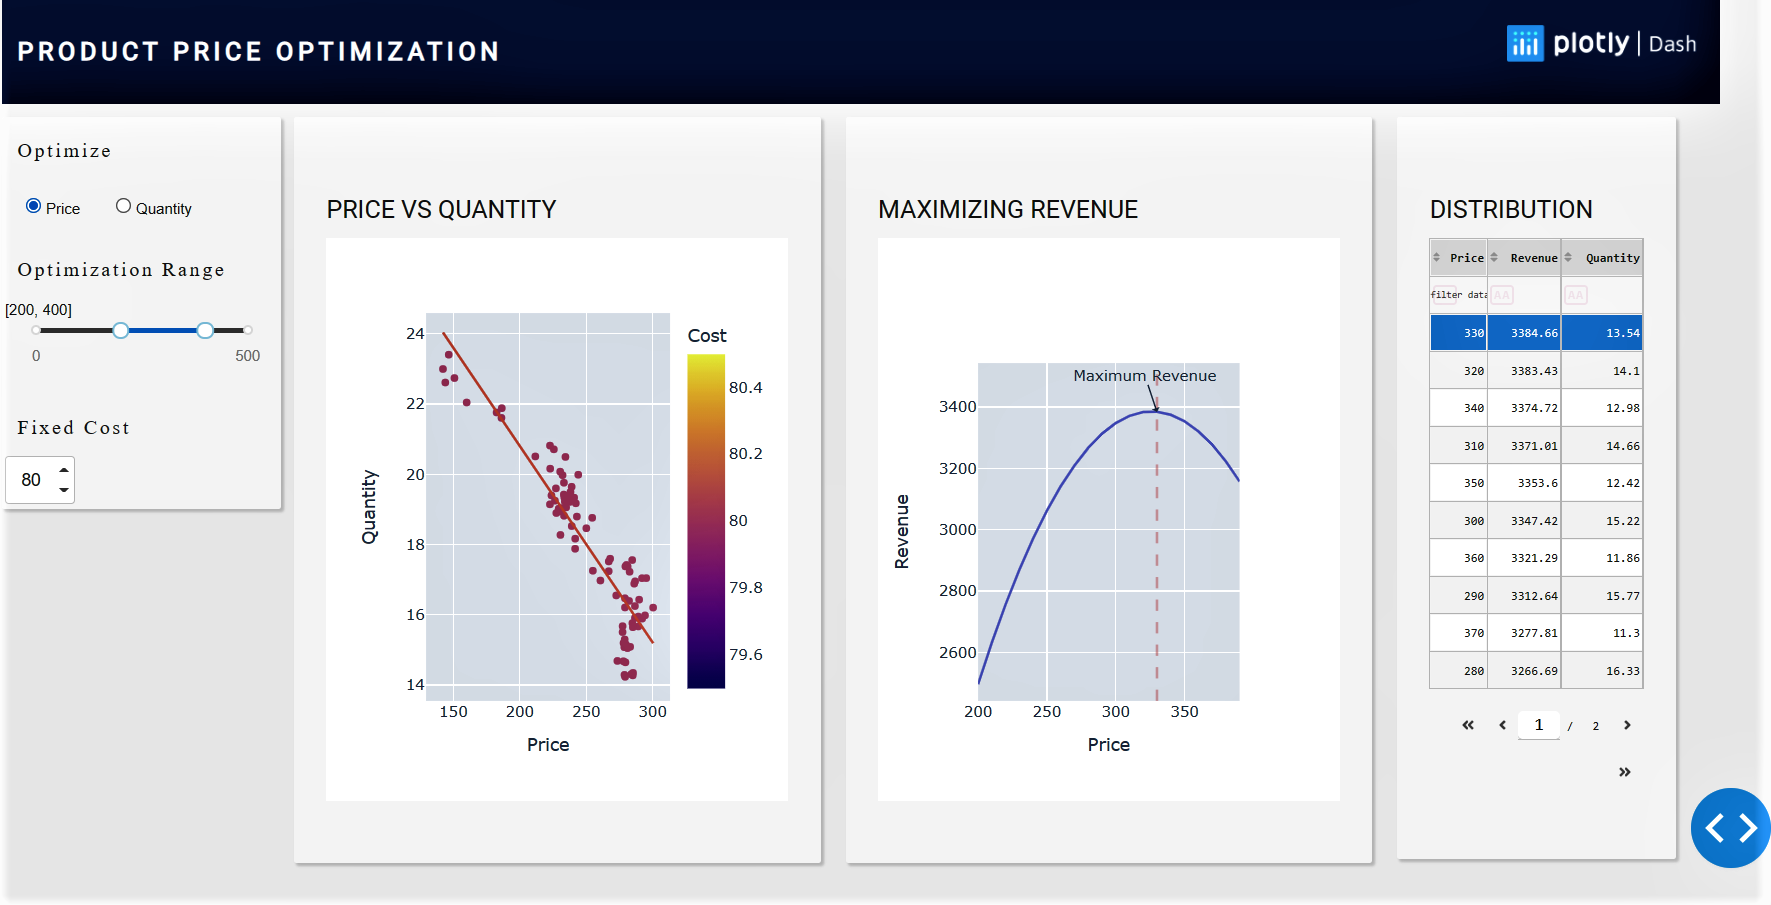 PRODUCT PRICE OPTIMIZATION
plotly | Dash
Optimize
Price Quantity
Optimization Range
[200, 400]
0 500
Fixed Cost
80
PRICE VS QUANTITY
Cost
24
22
20
18
16
14
Quantity
150 200 250 300
Price
80.4
80.2
80
79.8
79.6
MAXIMIZING REVENUE
Maximum Revenue
3400
3200
3000
2800
2600
Revenue
200 250 300 350
Price
DISTRIBUTION
Price Revenue Quantity
filter data Aa Aa
330 3384.66 13.54
320 3383.43 14.1
340 3374.72 12.98
310 3371.01 14.66
350 3353.6 12.42
300 3347.42 15.22
360 3321.29 11.86
290 3312.64 15.77
370 3277.81 11.3
280 3266.69 16.33
1 / 2